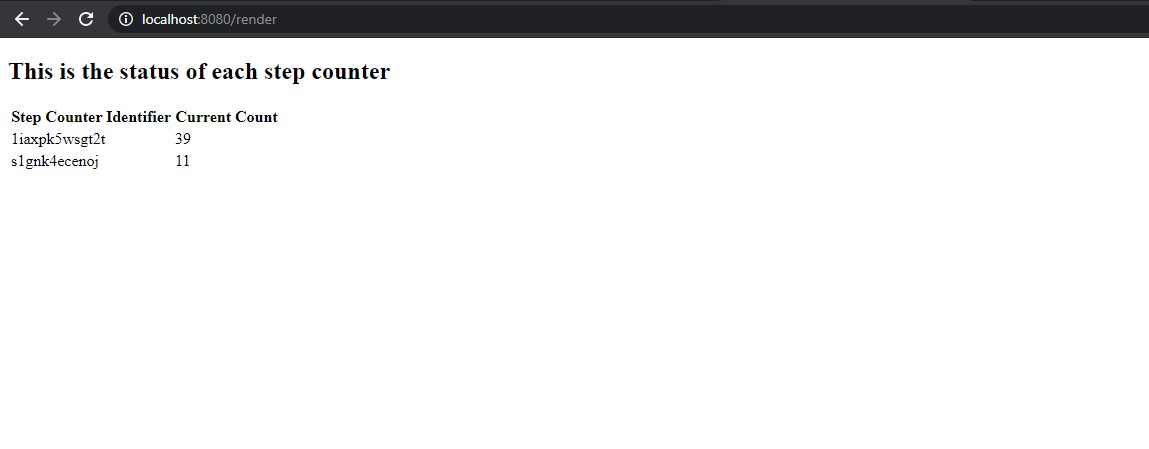 localhost:8080/render
This is the status of each step counter
Step Counter Identifier Current Count
1iaxpk5wsgt2t 39
s1gnk4ecenoj 11